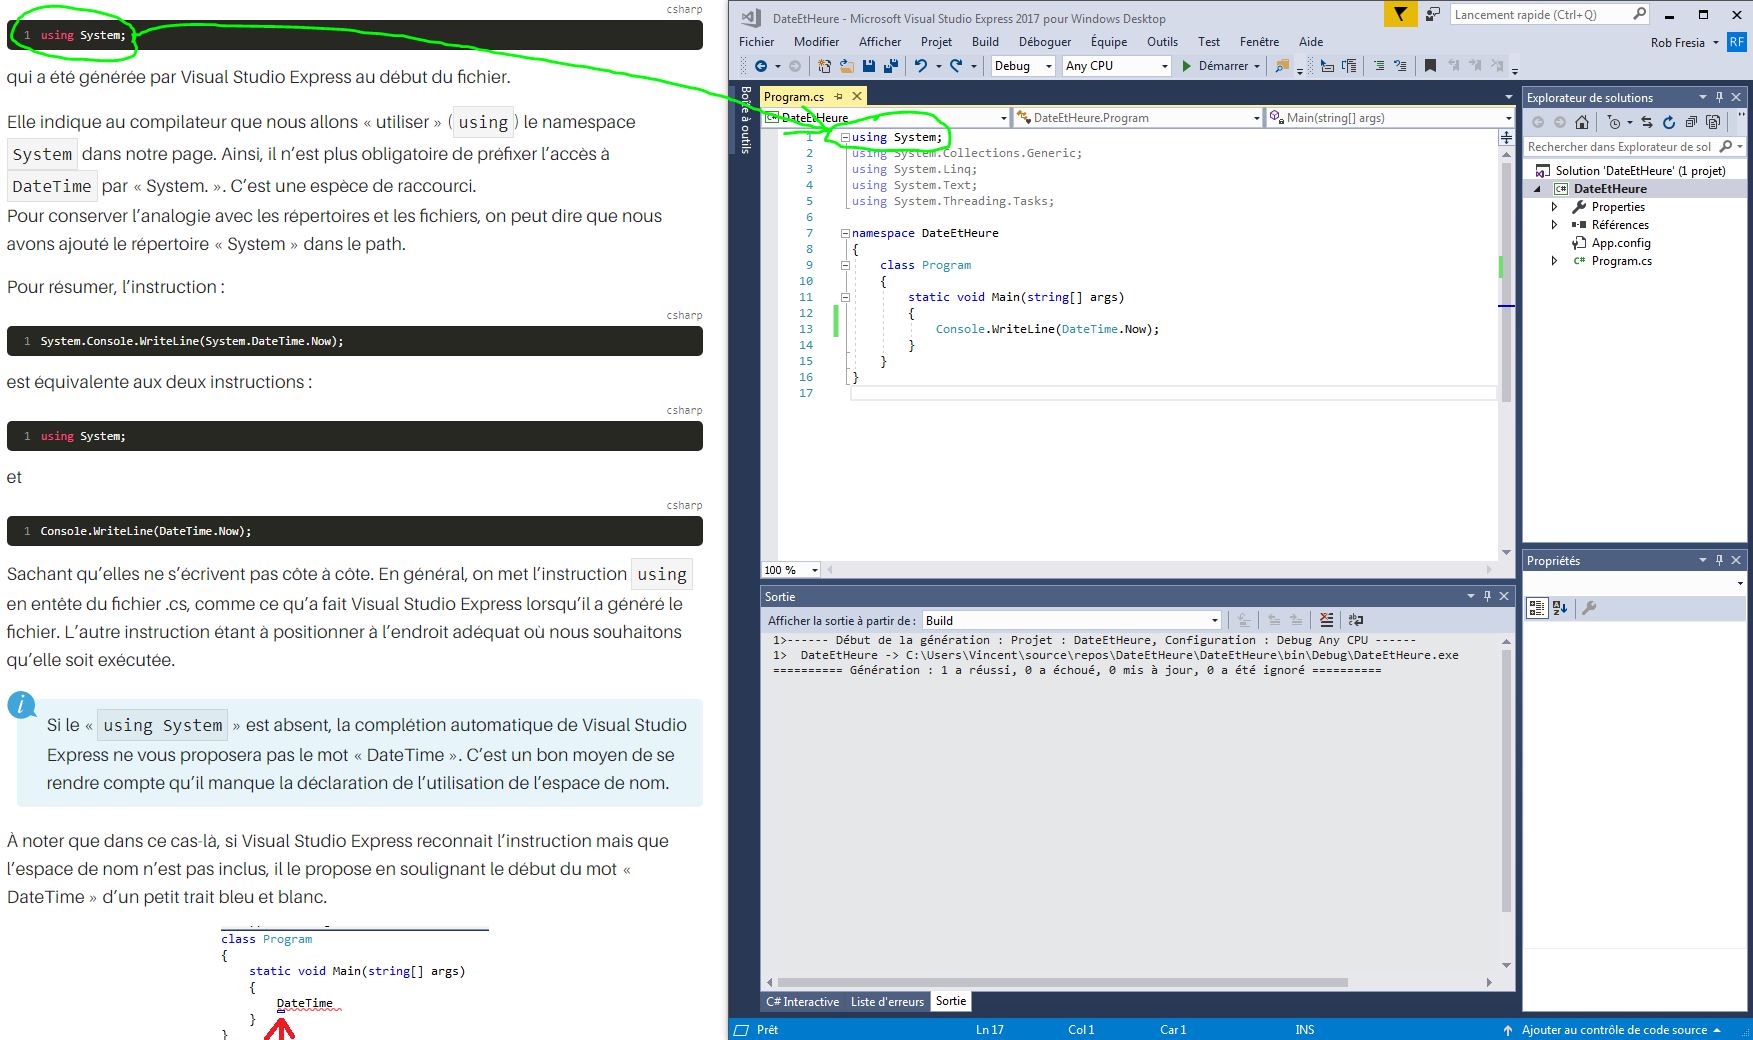 csharp
1 using System;
qui a été générée par Visual Studio Express au début du fichier.
Elle indique au compilateur que nous allons « utiliser » ( using ) le namespace
System dans notre page. Ainsi, il n’est plus obligatoire de préfixer l’accès à
DateTime par « System. ». C’est une espèce de raccourci.
Pour conserver l’analogie avec les répertoires et les fichiers, on peut dire que nous
avons ajouté le répertoire « System » dans le path.
Pour résumer, l’instruction :
csharp
1 System.Console.WriteLine(System.DateTime.Now);
est équivalente aux deux instructions :
csharp
1 using System;
et
csharp
1 Console.WriteLine(DateTime.Now);
Sachant qu’elles ne s’écrivent pas côte à côte. En général, on met l’instruction using
en entête du fichier .cs, comme ce qu’a fait Visual Studio Express lorsqu’il a généré le
fichier. L’autre instruction étant à positionner à l’endroit adéquat où nous souhaitons
qu’elle soit exécutée.
i
Si le « using System » est absent, la complétion automatique de Visual Studio
Express ne vous proposera pas le mot « DateTime ». C’est un bon moyen de se
rendre compte qu’il manque la déclaration de l’utilisation de l’espace de nom.
À noter que dans ce cas-là, si Visual Studio Express reconnait l’instruction mais que
l’espace de nom n’est pas inclus, il le propose en soulignant le début du mot «
DateTime » d’un petit trait bleu et blanc.
class Program
{
static void Main(string[] args)
{
DateTime
}
}
DateEtHeure - Microsoft Visual Studio Express 2017 pour Windows Desktop
Lancement rapide (Ctrl+Q)
Fichier Modifier Afficher Projet Build Déboguer Équipe Outils Test Fenêtre Aide
Rob Fresia RF
Debug Any CPU Démarrer
Boîte à outils
Program.cs
DateEtHeure DateEtHeure.Program Main(string[] args)
1 using System;
2 using System.Collections.Generic;
3 using System.Linq;
4 using System.Text;
5 using System.Threading.Tasks;
6
7 namespace DateEtHeure
8 {
9 class Program
10 {
11 static void Main(string[] args)
12 {
13 Console.WriteLine(DateTime.Now);
14 }
15 }
16 }
17
100 %
Sortie
Afficher la sortie à partir de : Build
1>------ Début de la génération : Projet : DateEtHeure, Configuration : Debug Any CPU ------
1> DateEtHeure -> C:\Users\Vincent\source\repos\DateEtHeure\DateEtHeure\bin\Debug\DateEtHeure.exe
========== Génération : 1 a réussi, 0 a échoué, 0 mis à jour, 0 a été ignoré ==========
C# Interactive Liste d'erreurs Sortie
Explorateur de solutions
Rechercher dans Explorateur de sol
Solution 'DateEtHeure' (1 projet)
C# DateEtHeure
Properties
Références
App.config
C# Program.cs
Propriétés
Prêt Ln 17 Col 1 Car 1 INS Ajouter au contrôle de code source